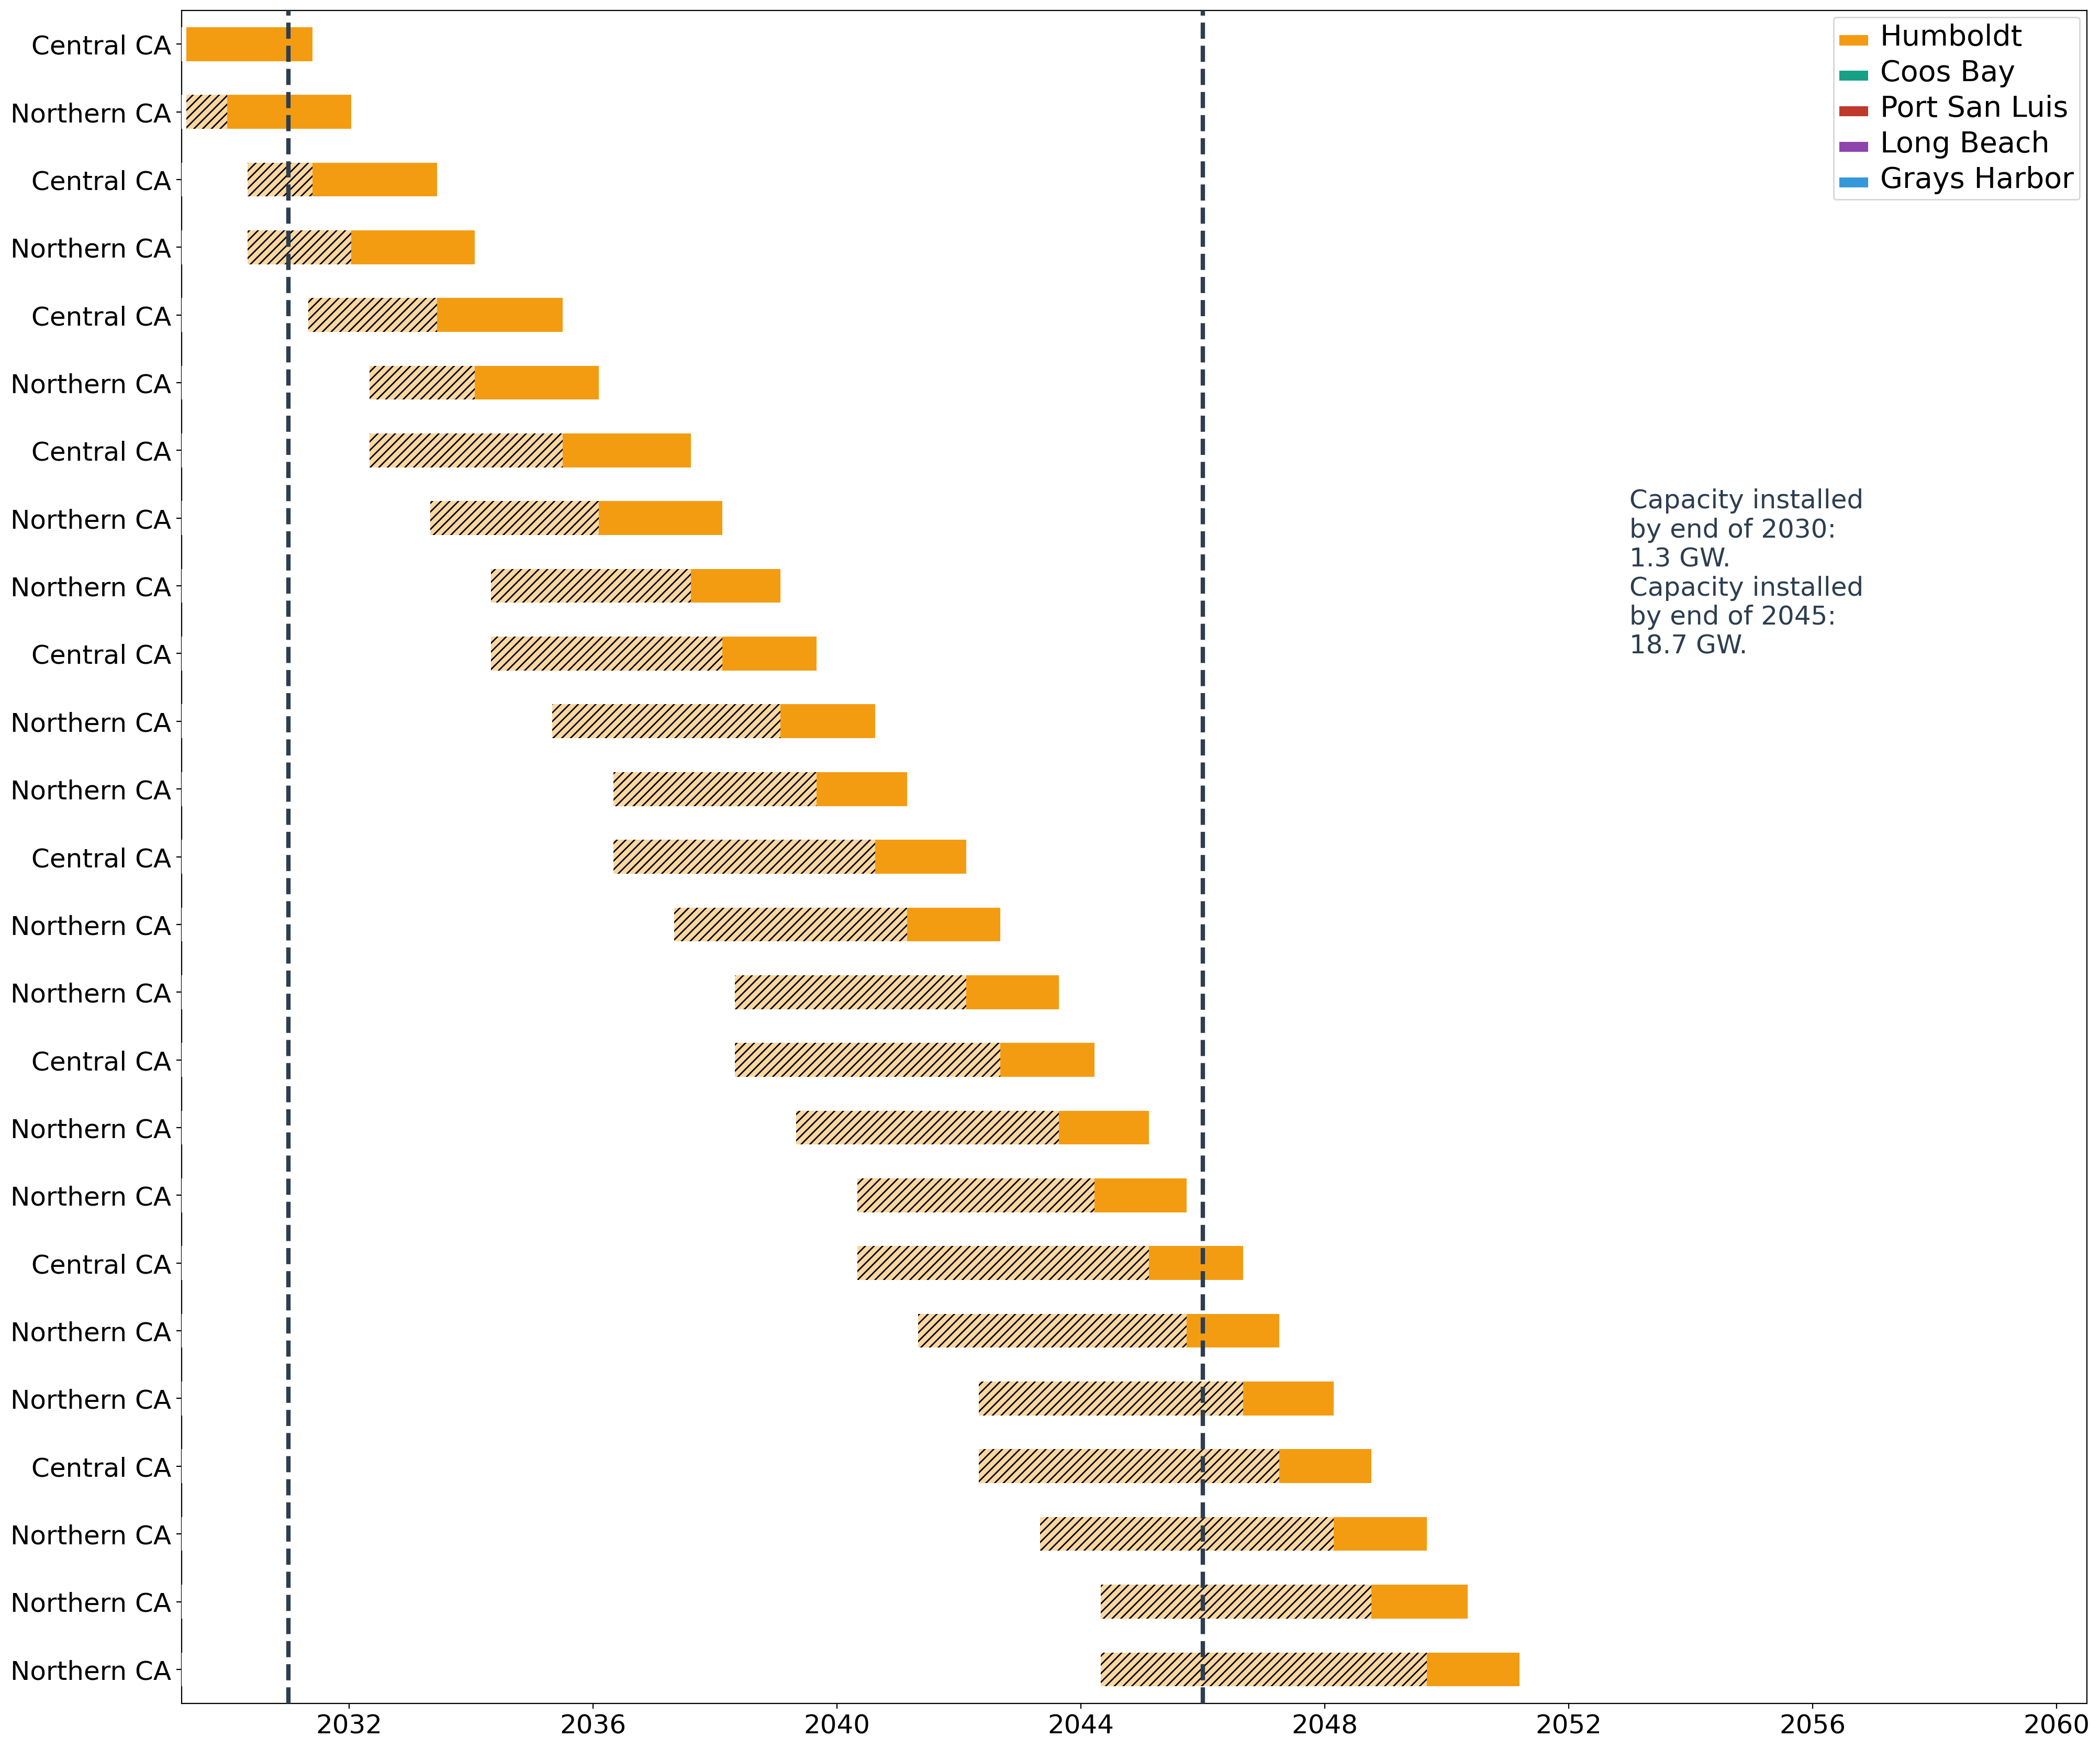 Central CA
Northern CA
Central CA
Northern CA
Central CA
Northern CA
Central CA
Northern CA
Northern CA
Central CA
Northern CA
Northern CA
Central CA
Northern CA
Northern CA
Central CA
Northern CA
Northern CA
Central CA
Northern CA
Northern CA
Central CA
Northern CA
Northern CA
Northern CA
Humboldt
Coos Bay
Port San Luis
Long Beach
Grays Harbor
Capacity installed
by end of 2030:
1.3 GW.
Capacity installed
by end of 2045:
18.7 GW.
2032 2036 2040 2044 2048 2052 2056 2060